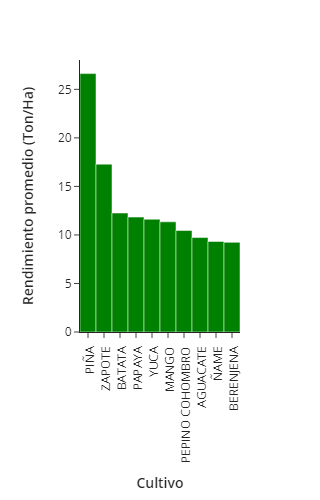 Rendimiento promedio (Ton/Ha)
25
20
15
10
5
0
PIÑA
ZAPOTE
BATATA
PAPAYA
YUCA
MANGO
PEPINO COHOMBRO
AGUACATE
ÑAME
BERENJENA
Cultivo